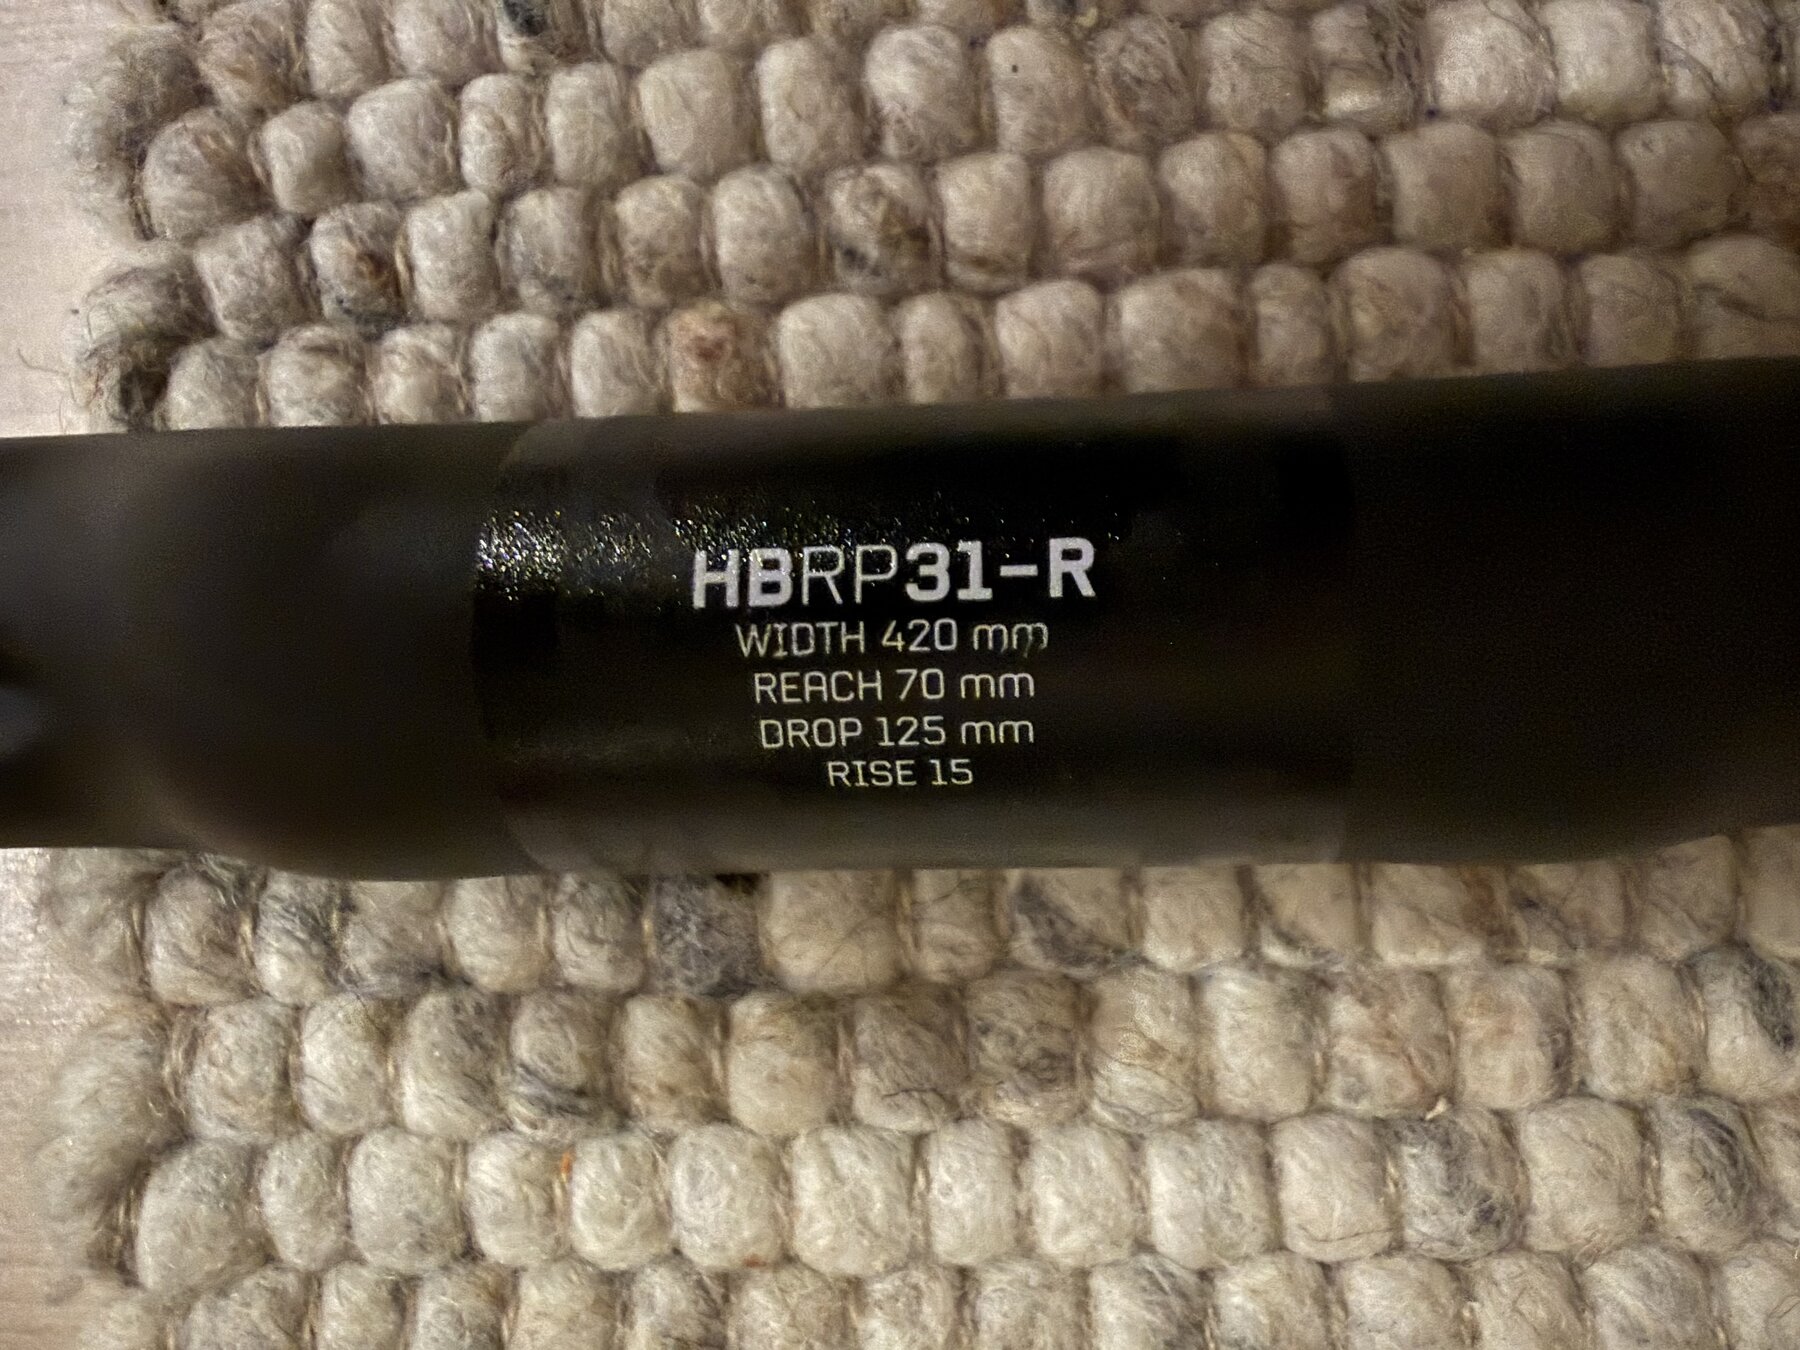 HBRP31-R
WIDTH 420 mm
REACH 70 mm
DROP 125 mm
RISE 15